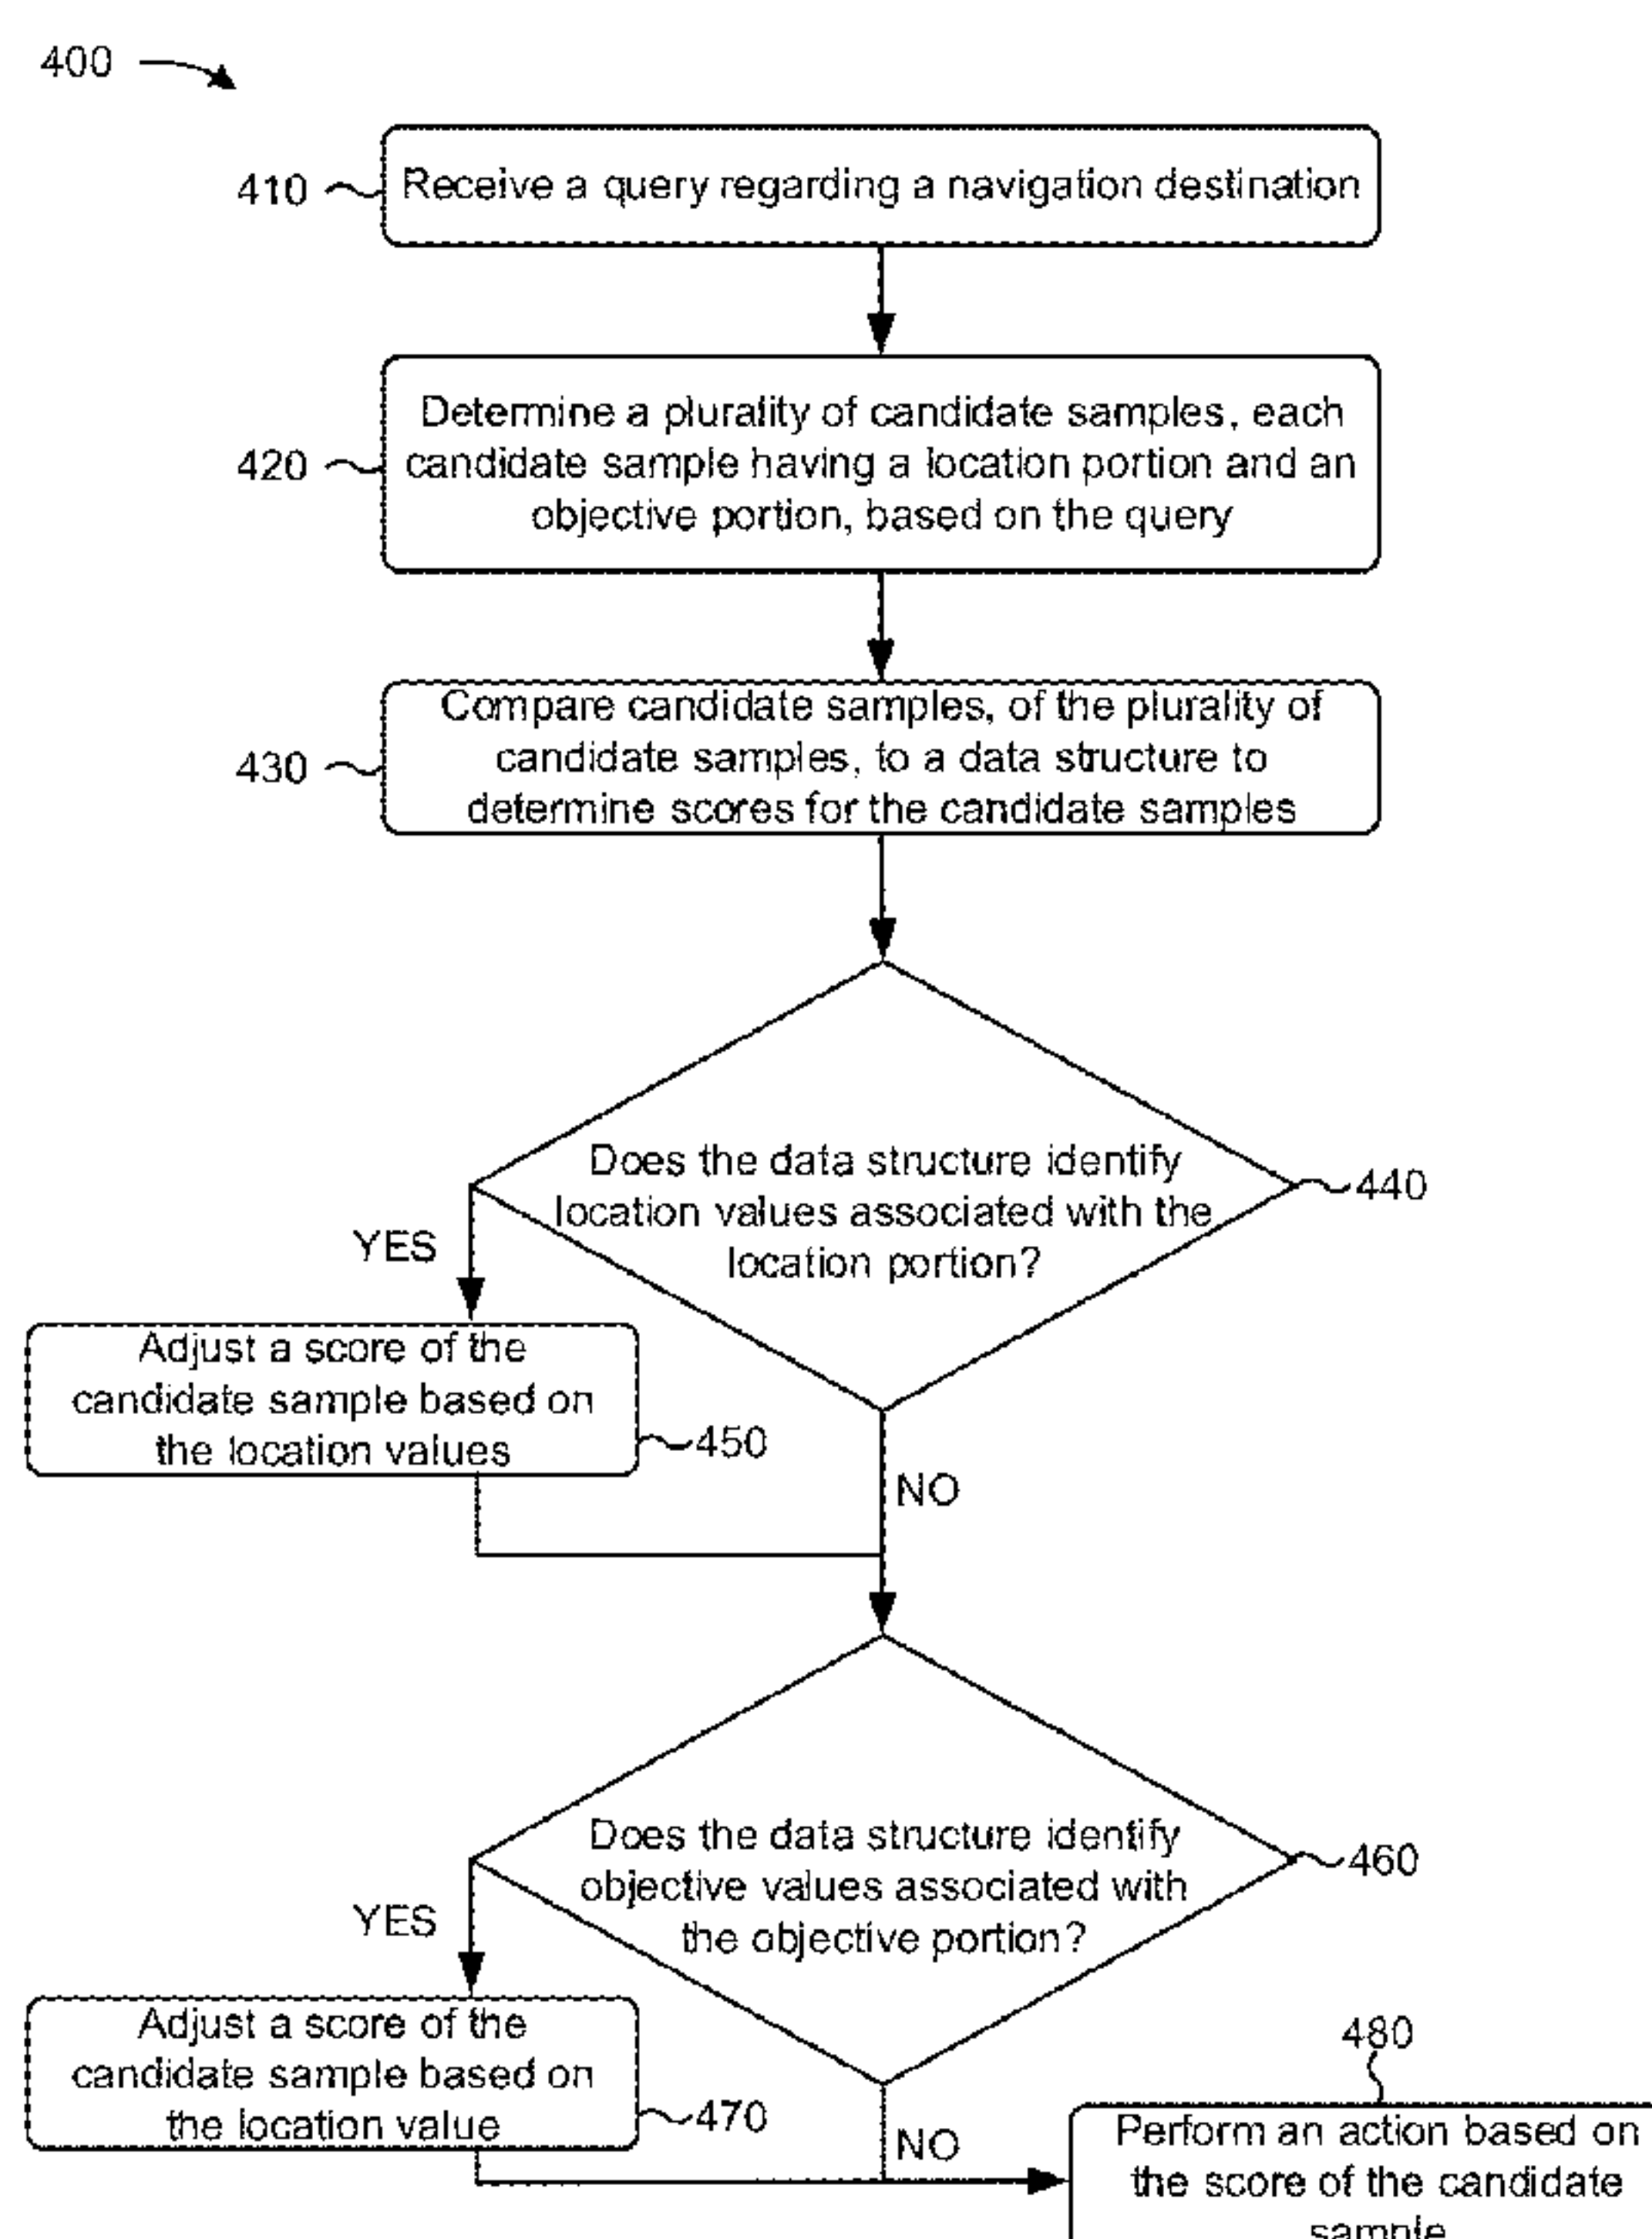 400
410
Receive a query regarding a navigation destination
420
Determine a plurality of candidate samples, each
candidate sample having a location portion and an
objective portion, based on the query
430
Compare candidate samples, of the plurality of
candidate samples, to a data structure to
determine scores for the candidate samples
Does the data structure identify
location values associated with the
location portion?
440
YES
Adjust a score of the
candidate sample based on
the location values
450
NO
Does the data structure identify
objective values associated with
the objective portion?
460
YES
Adjust a score of the
candidate sample based on
the location value
470
NO
480
Perform an action based on
the score of the candidate
sample